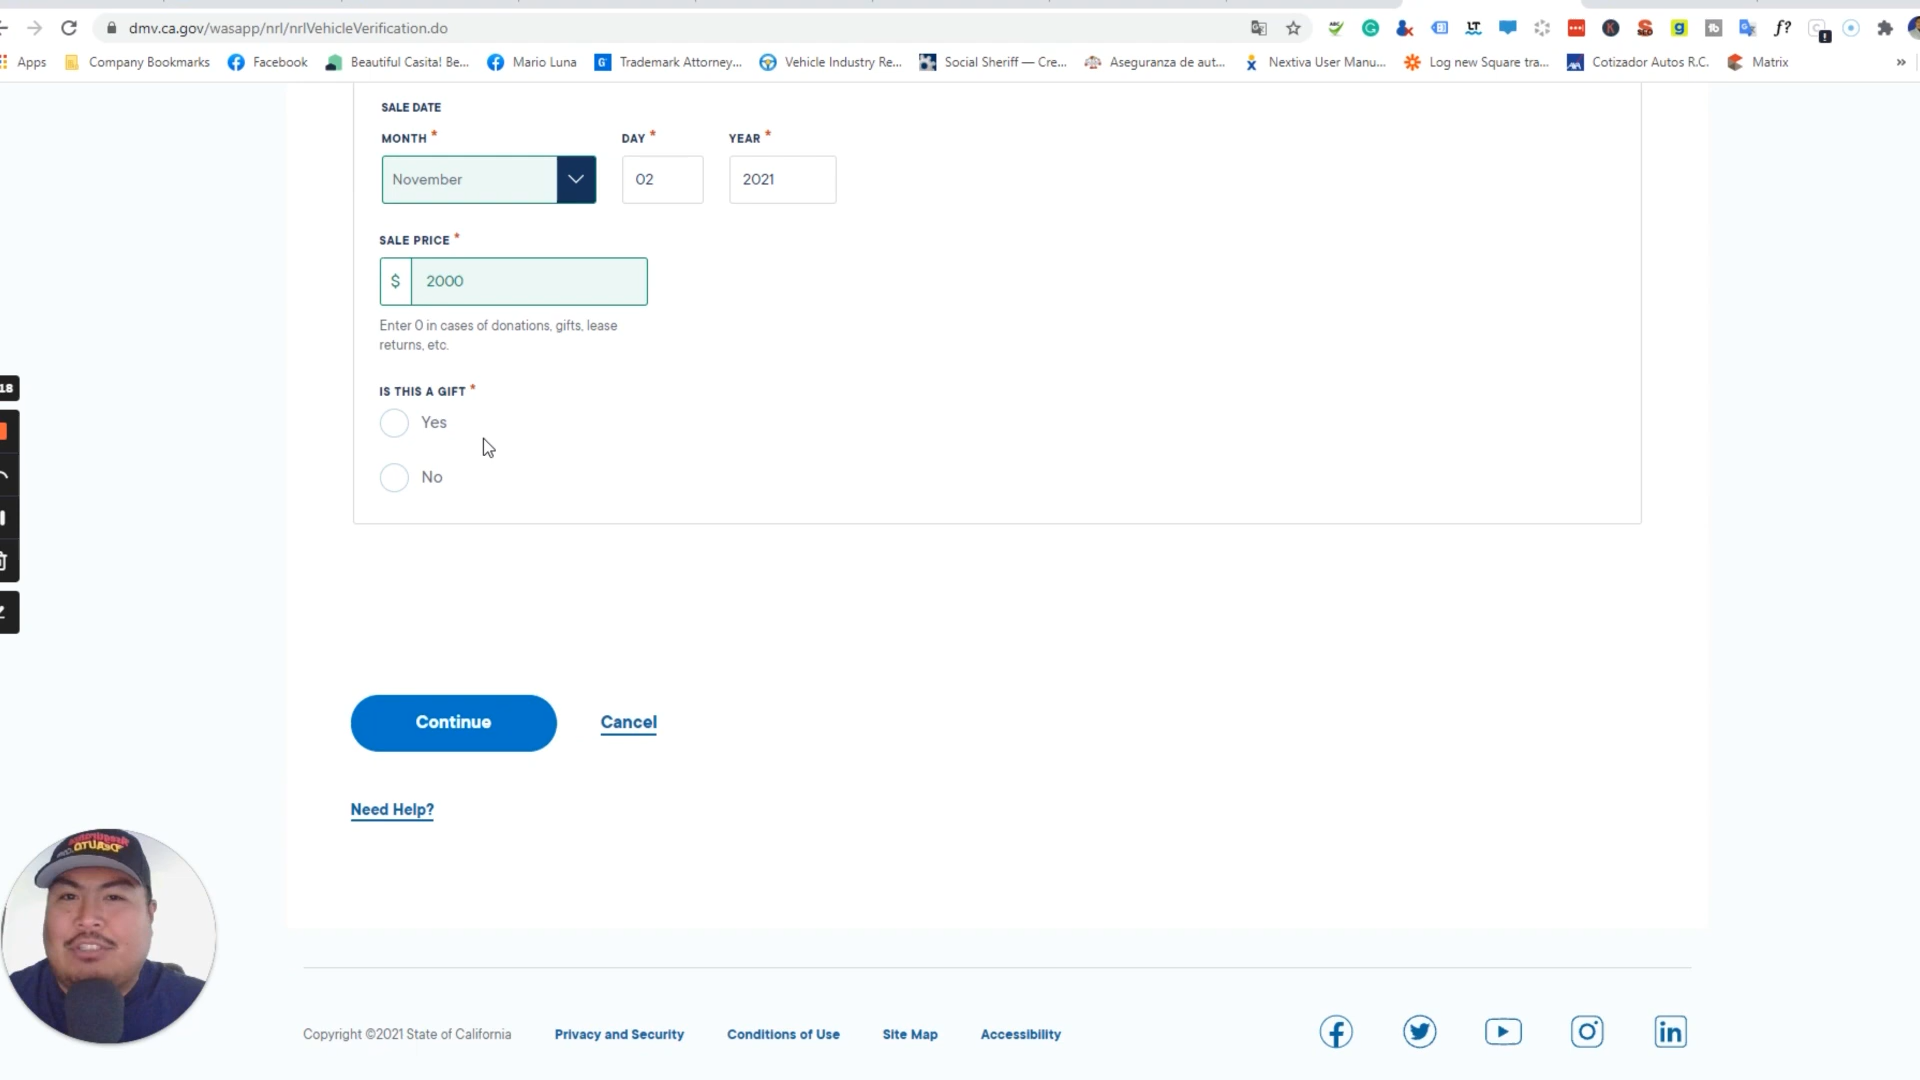 dmv.ca.gov/wasapp/nrl/nrlVehicleVerification.do
Apps
Company Bookmarks
Facebook
Beautiful Casita! Be...
Mario Luna
Trademark Attorney...
Vehicle Industry Re...
Social Sheriff — Cre...
Aseguranza de aut...
Nextiva User Manu...
Log new Square tra...
Cotizador Autos R.C.
Matrix
»
SALE DATE
MONTH *
DAY *
YEAR *
November
02
2021
SALE PRICE *
$ 2000
Enter 0 in cases of donations, gifts, lease
returns, etc.
IS THIS A GIFT *
Yes
No
18
Continue
Cancel
Need Help?
Copyright ©2021 State of California
Privacy and Security
Conditions of Use
Site Map
Accessibility